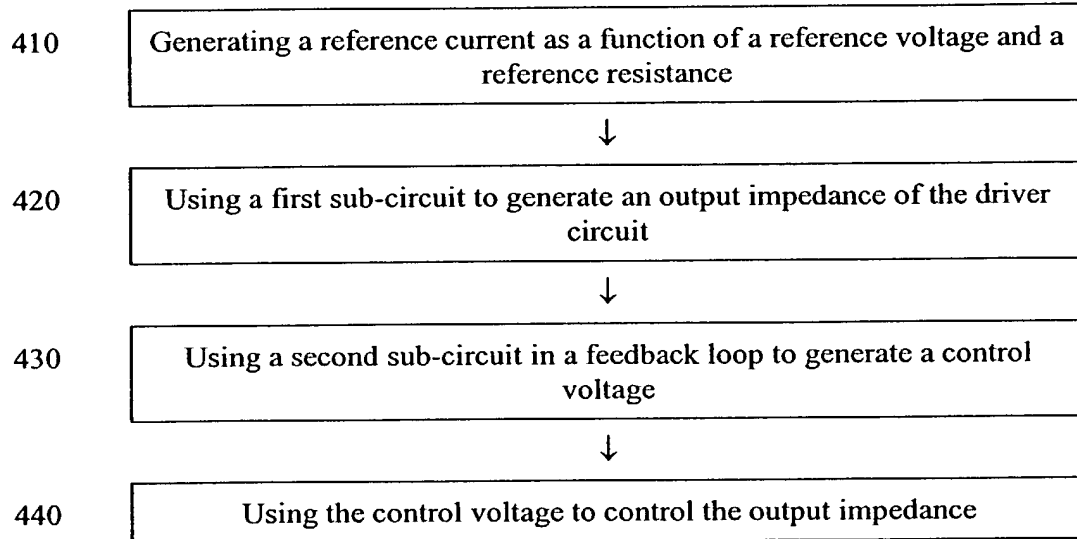 410
Generating a reference current as a function of a reference voltage and a
reference resistance
↓
420
Using a first sub-circuit to generate an output impedance of the driver
circuit
↓
430
Using a second sub-circuit in a feedback loop to generate a control
voltage
↓
440
Using the control voltage to control the output impedance